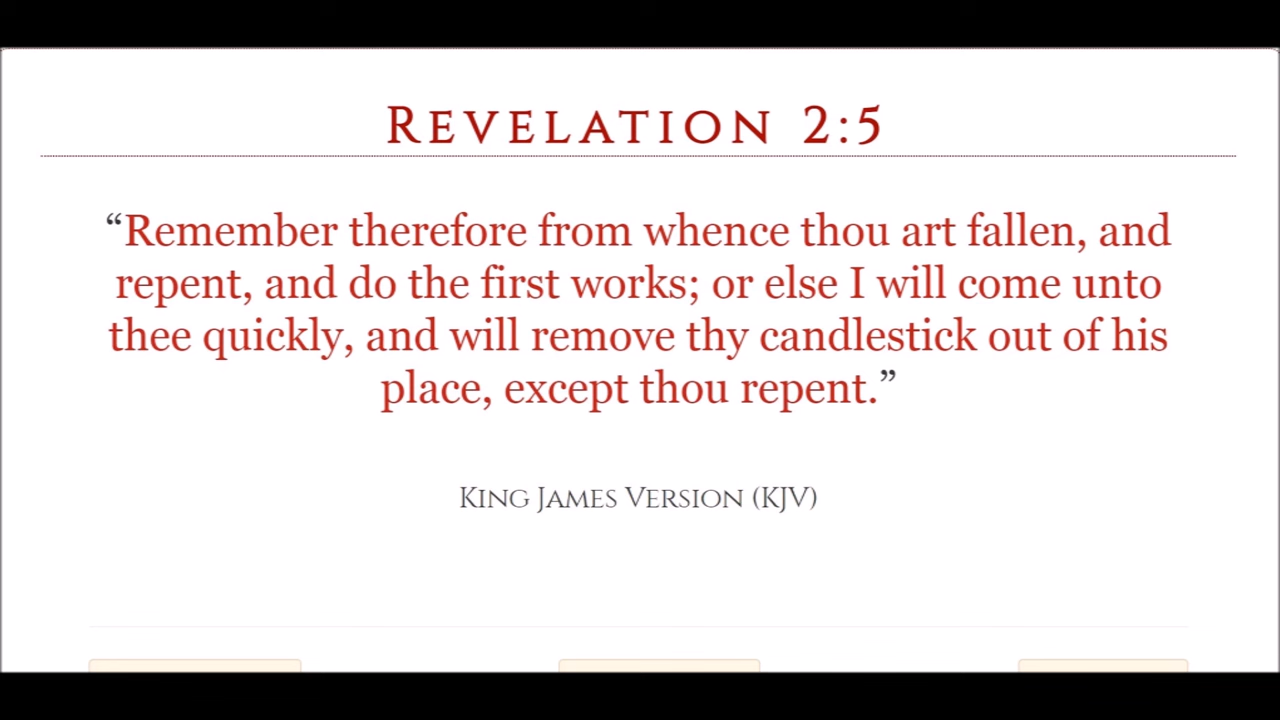 Revelation 2:5
“Remember therefore from whence thou art fallen, and
repent, and do the first works; or else I will come unto
thee quickly, and will remove thy candlestick out of his
place, except thou repent.”
King James Version (KJV)